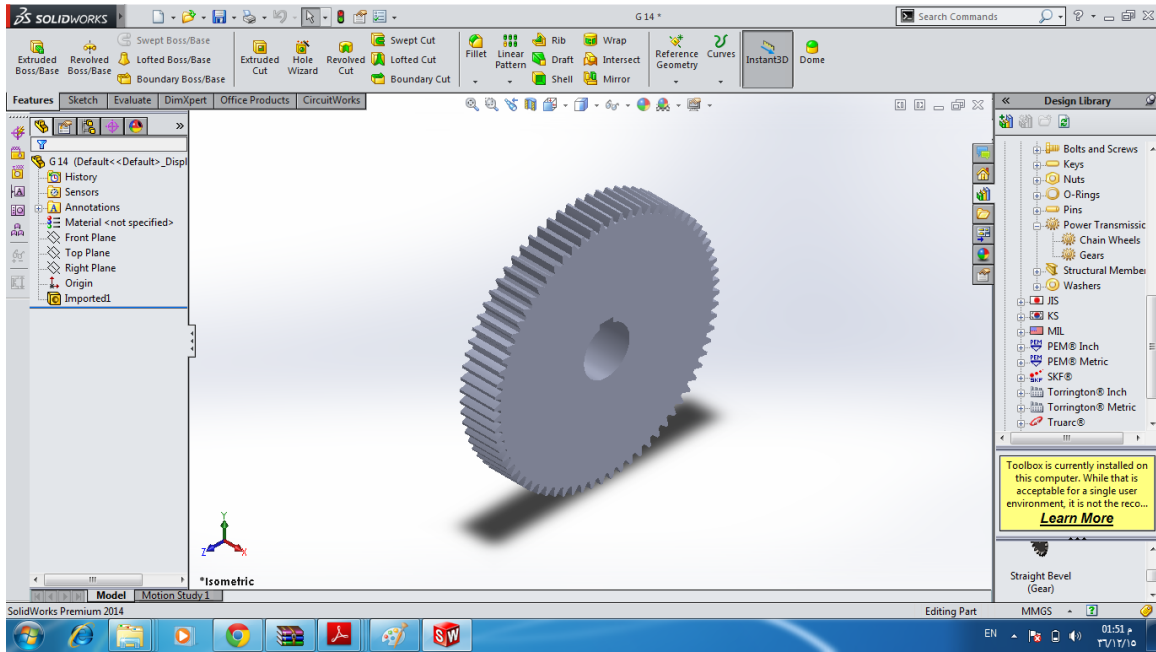 SOLIDWORKS
G 14 *
Search Commands
Extruded Boss/Base
Revolved Boss/Base
Swept Boss/Base
Lofted Boss/Base
Boundary Boss/Base
Extruded Cut
Hole Wizard
Revolved Cut
Swept Cut
Lofted Cut
Boundary Cut
Fillet
Linear Pattern
Rib
Draft
Shell
Wrap
Intersect
Mirror
Reference Geometry
Curves
Instant3D
Dome
Features
Sketch
Evaluate
DimXpert
Office Products
CircuitWorks
G 14 (Default<<Default>_Displ
History
Sensors
Annotations
Material <not specified>
Front Plane
Top Plane
Right Plane
Origin
Imported1
Y
Z
X
*Isometric
Model
Motion Study 1
Design Library
Bolts and Screws
Keys
Nuts
O-Rings
Pins
Power Transmissic
Chain Wheels
Gears
Structural Member
Washers
JIS
KS
MIL
PEM® Inch
PEM® Metric
SKF®
Torrington® Inch
Torrington® Metric
Truarc®
Toolbox is currently installed on
this computer. While that is
acceptable for a single user
environment, it is not the reco...
Learn More
Straight Bevel
(Gear)
SolidWorks Premium 2014
Editing Part
MMGS
EN
01:51 م
٣٦/١٢/١٥